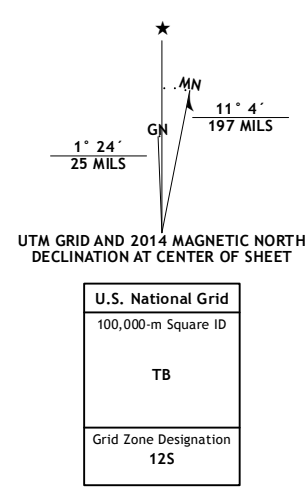 ★
MN
GN
11° 4´
197 MILS
1° 24´
25 MILS
UTM GRID AND 2014 MAGNETIC NORTH
DECLINATION AT CENTER OF SHEET
U.S. National Grid
100,000-m Square ID
TB
Grid Zone Designation
12S